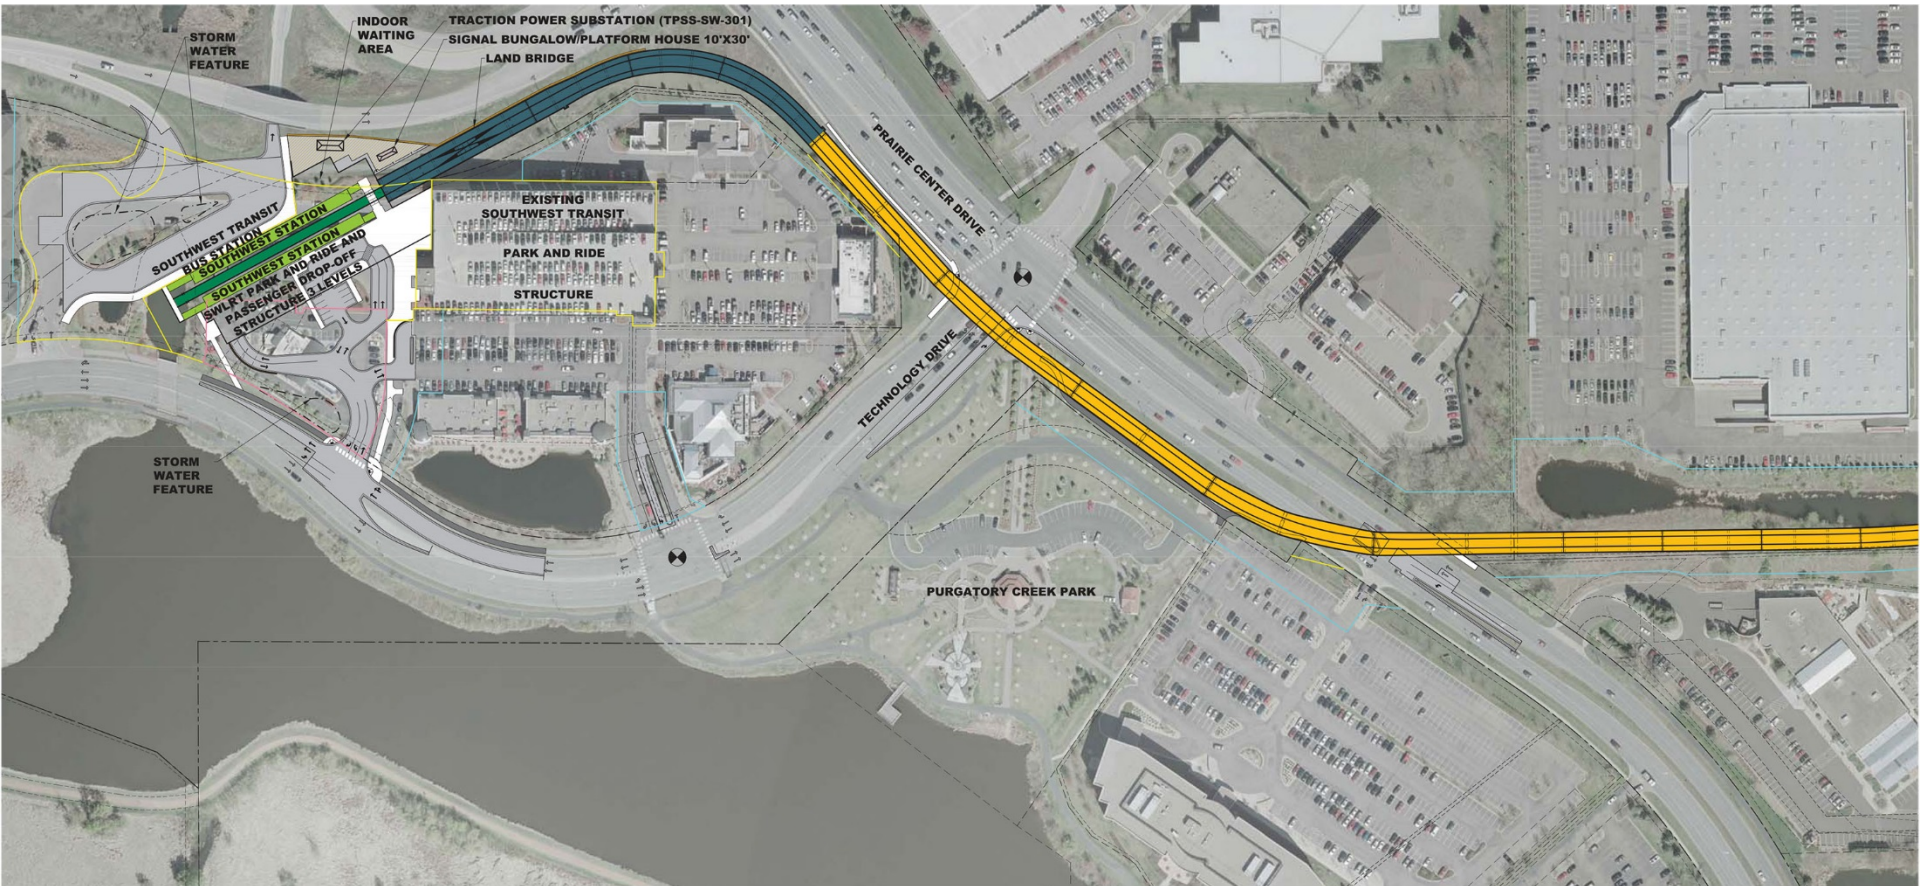 INDOOR
WAITING
AREA
TRACTION POWER SUBSTATION (TPSS-SW-301)
SIGNAL BUNGALOW/PLATFORM HOUSE 10'X30'
LAND BRIDGE
STORM
WATER
FEATURE
PRAIRIE CENTER DRIVE
EXISTING
SOUTHWEST TRANSIT
PARK AND RIDE
STRUCTURE
SOUTHWEST TRANSIT
BUS STATION
SOUTHWEST STATION
SOUTHWEST STATION
SWLRT PARK AND RIDE AND
PASSENGER DROP-OFF
STRUCTURE 3 LEVELS
TECHNOLOGY DRIVE
STORM
WATER
FEATURE
PURGATORY CREEK PARK